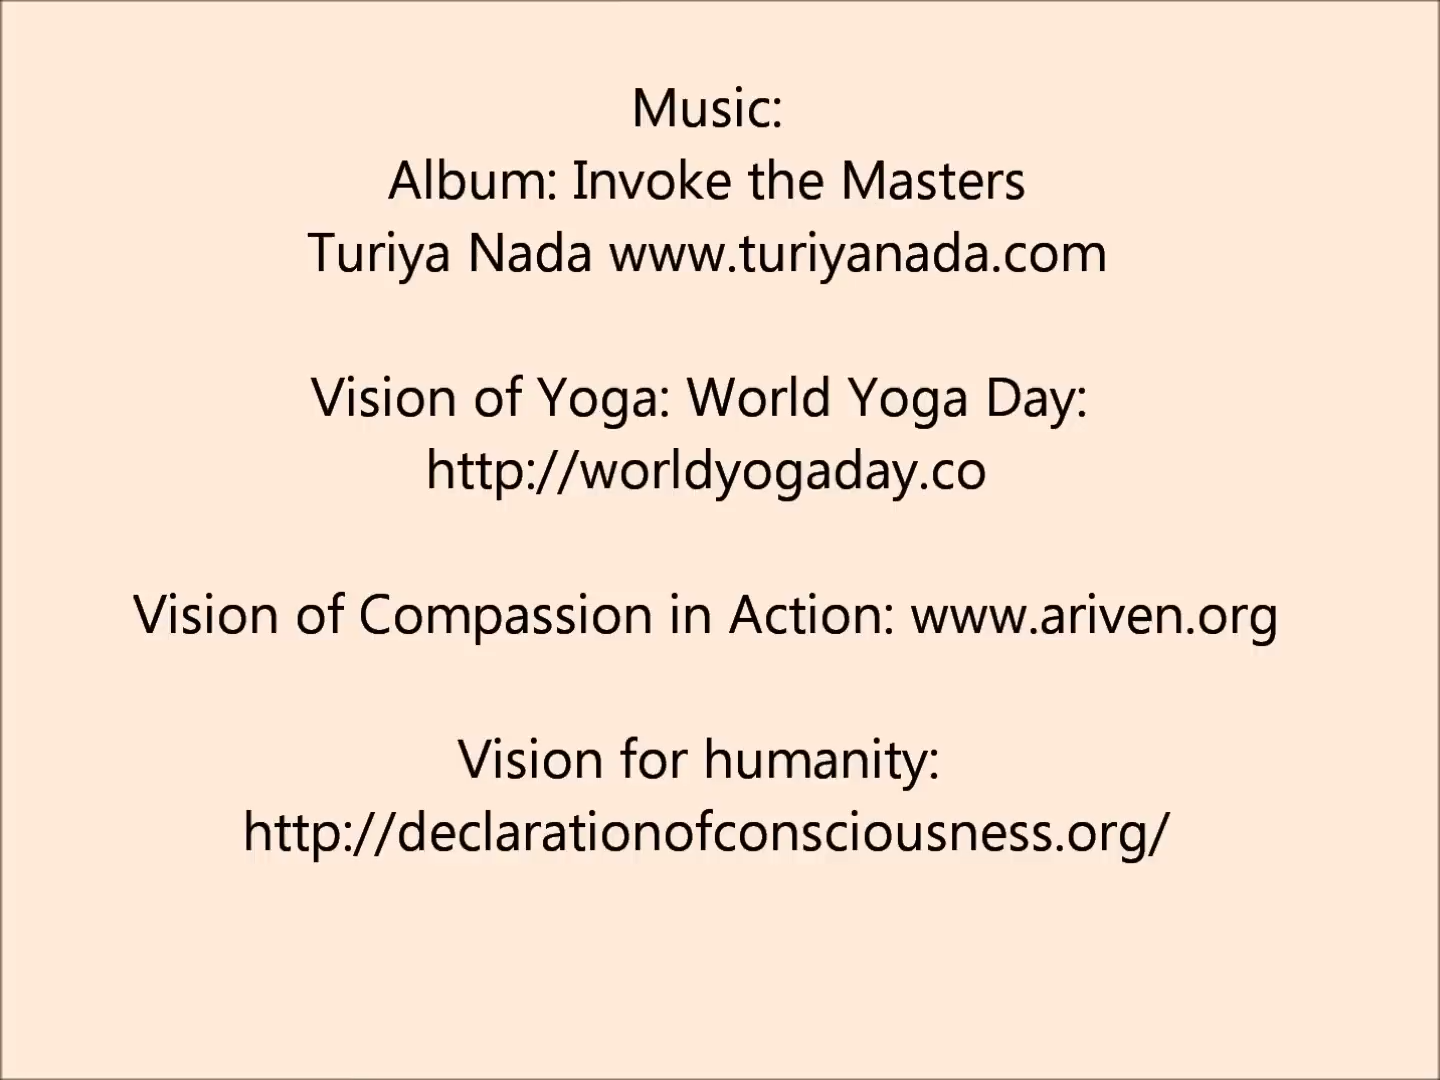 Music:
Album: Invoke the Masters
Turiya Nada www.turiyanada.com
Vision of Yoga: World Yoga Day:
http://worldyogaday.co
Vision of Compassion in Action: www.ariven.org
Vision for humanity:
http://declarationofconsciousness.org/